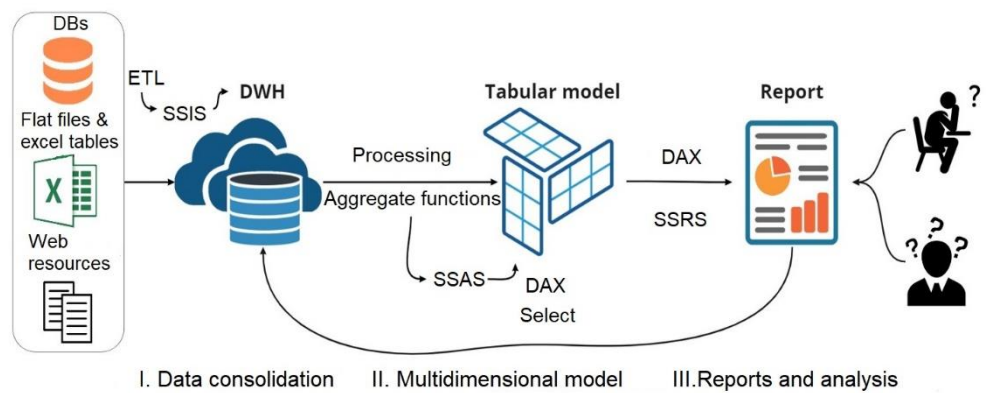 DBs
Flat files &
excel tables
X
Web
resources
ETL
SSIS
DWH
Processing
Aggregate functions
SSAS
Tabular model
DAX
Select
DAX
SSRS
Report
?
? ? ?
I. Data consolidation
II. Multidimensional model
III.Reports and analysis